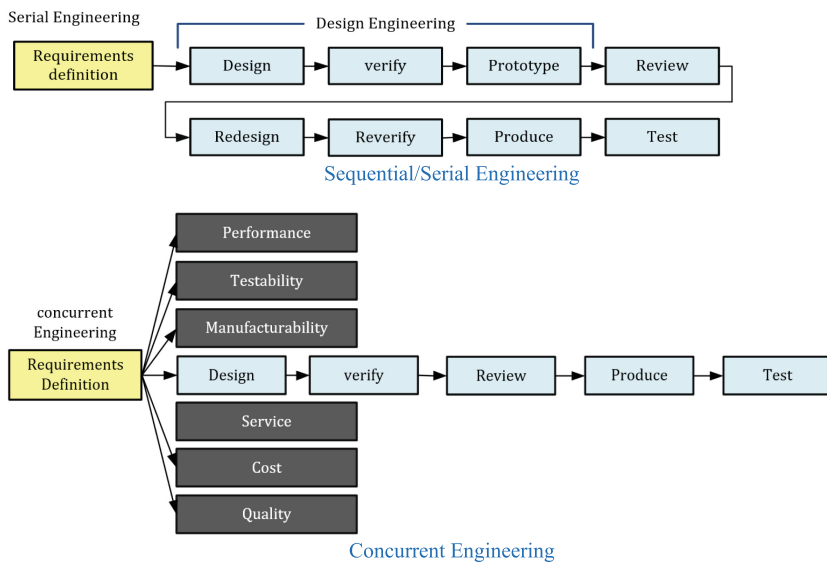 Serial Engineering
Design Engineering
Requirements
definition
Design
verify
Prototype
Review
Redesign
Reverify
Produce
Test
Sequential/Serial Engineering
Performance
Testability
concurrent
Engineering
Manufacturability
Requirements
Definition
Design
verify
Review
Produce
Test
Service
Cost
Quality
Concurrent Engineering